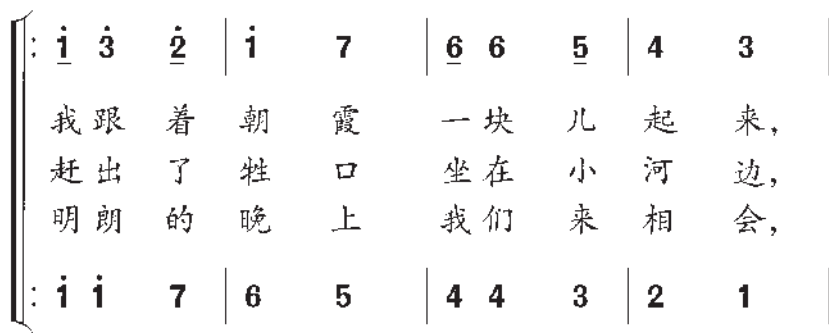 : 1̲̇ 3̇ 2̲̇ | 1̇ 7 | 6̲ 6 5̲ | 4 3
我跟着朝霞一块儿起来，
赶出了牲口坐在小河边，
明朗的晚上我们来相会，
: 1̇ 1̇ 7 | 6 5 | 4 4 3 | 2 1